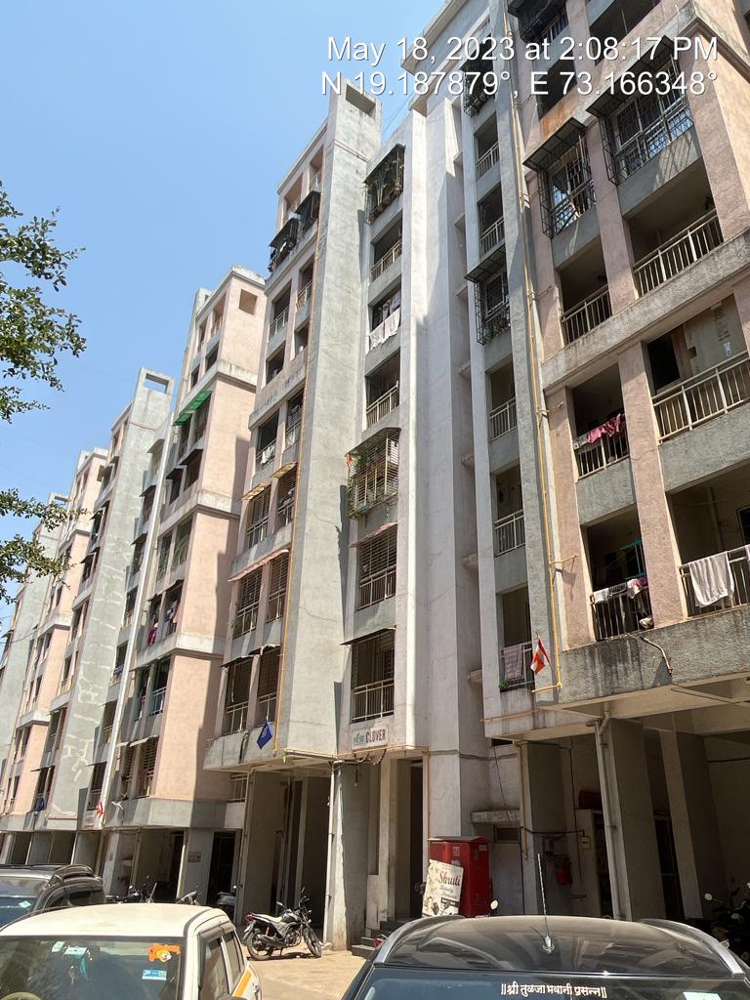 May 18, 2023 at 2:08:17 PM
N 19.187879°, E 73.166348°
CLOVER
Shruti
॥श्री तुळजा भवानी प्रसन्न॥